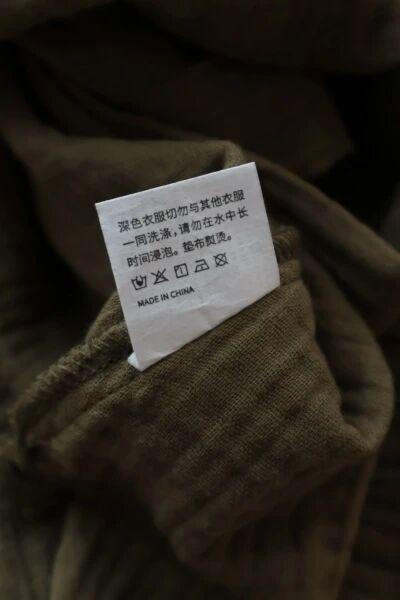 深色衣服切勿与其他衣服
一同洗涤,请勿在水中长
时间浸泡。垫布熨烫。
MADE IN CHINA